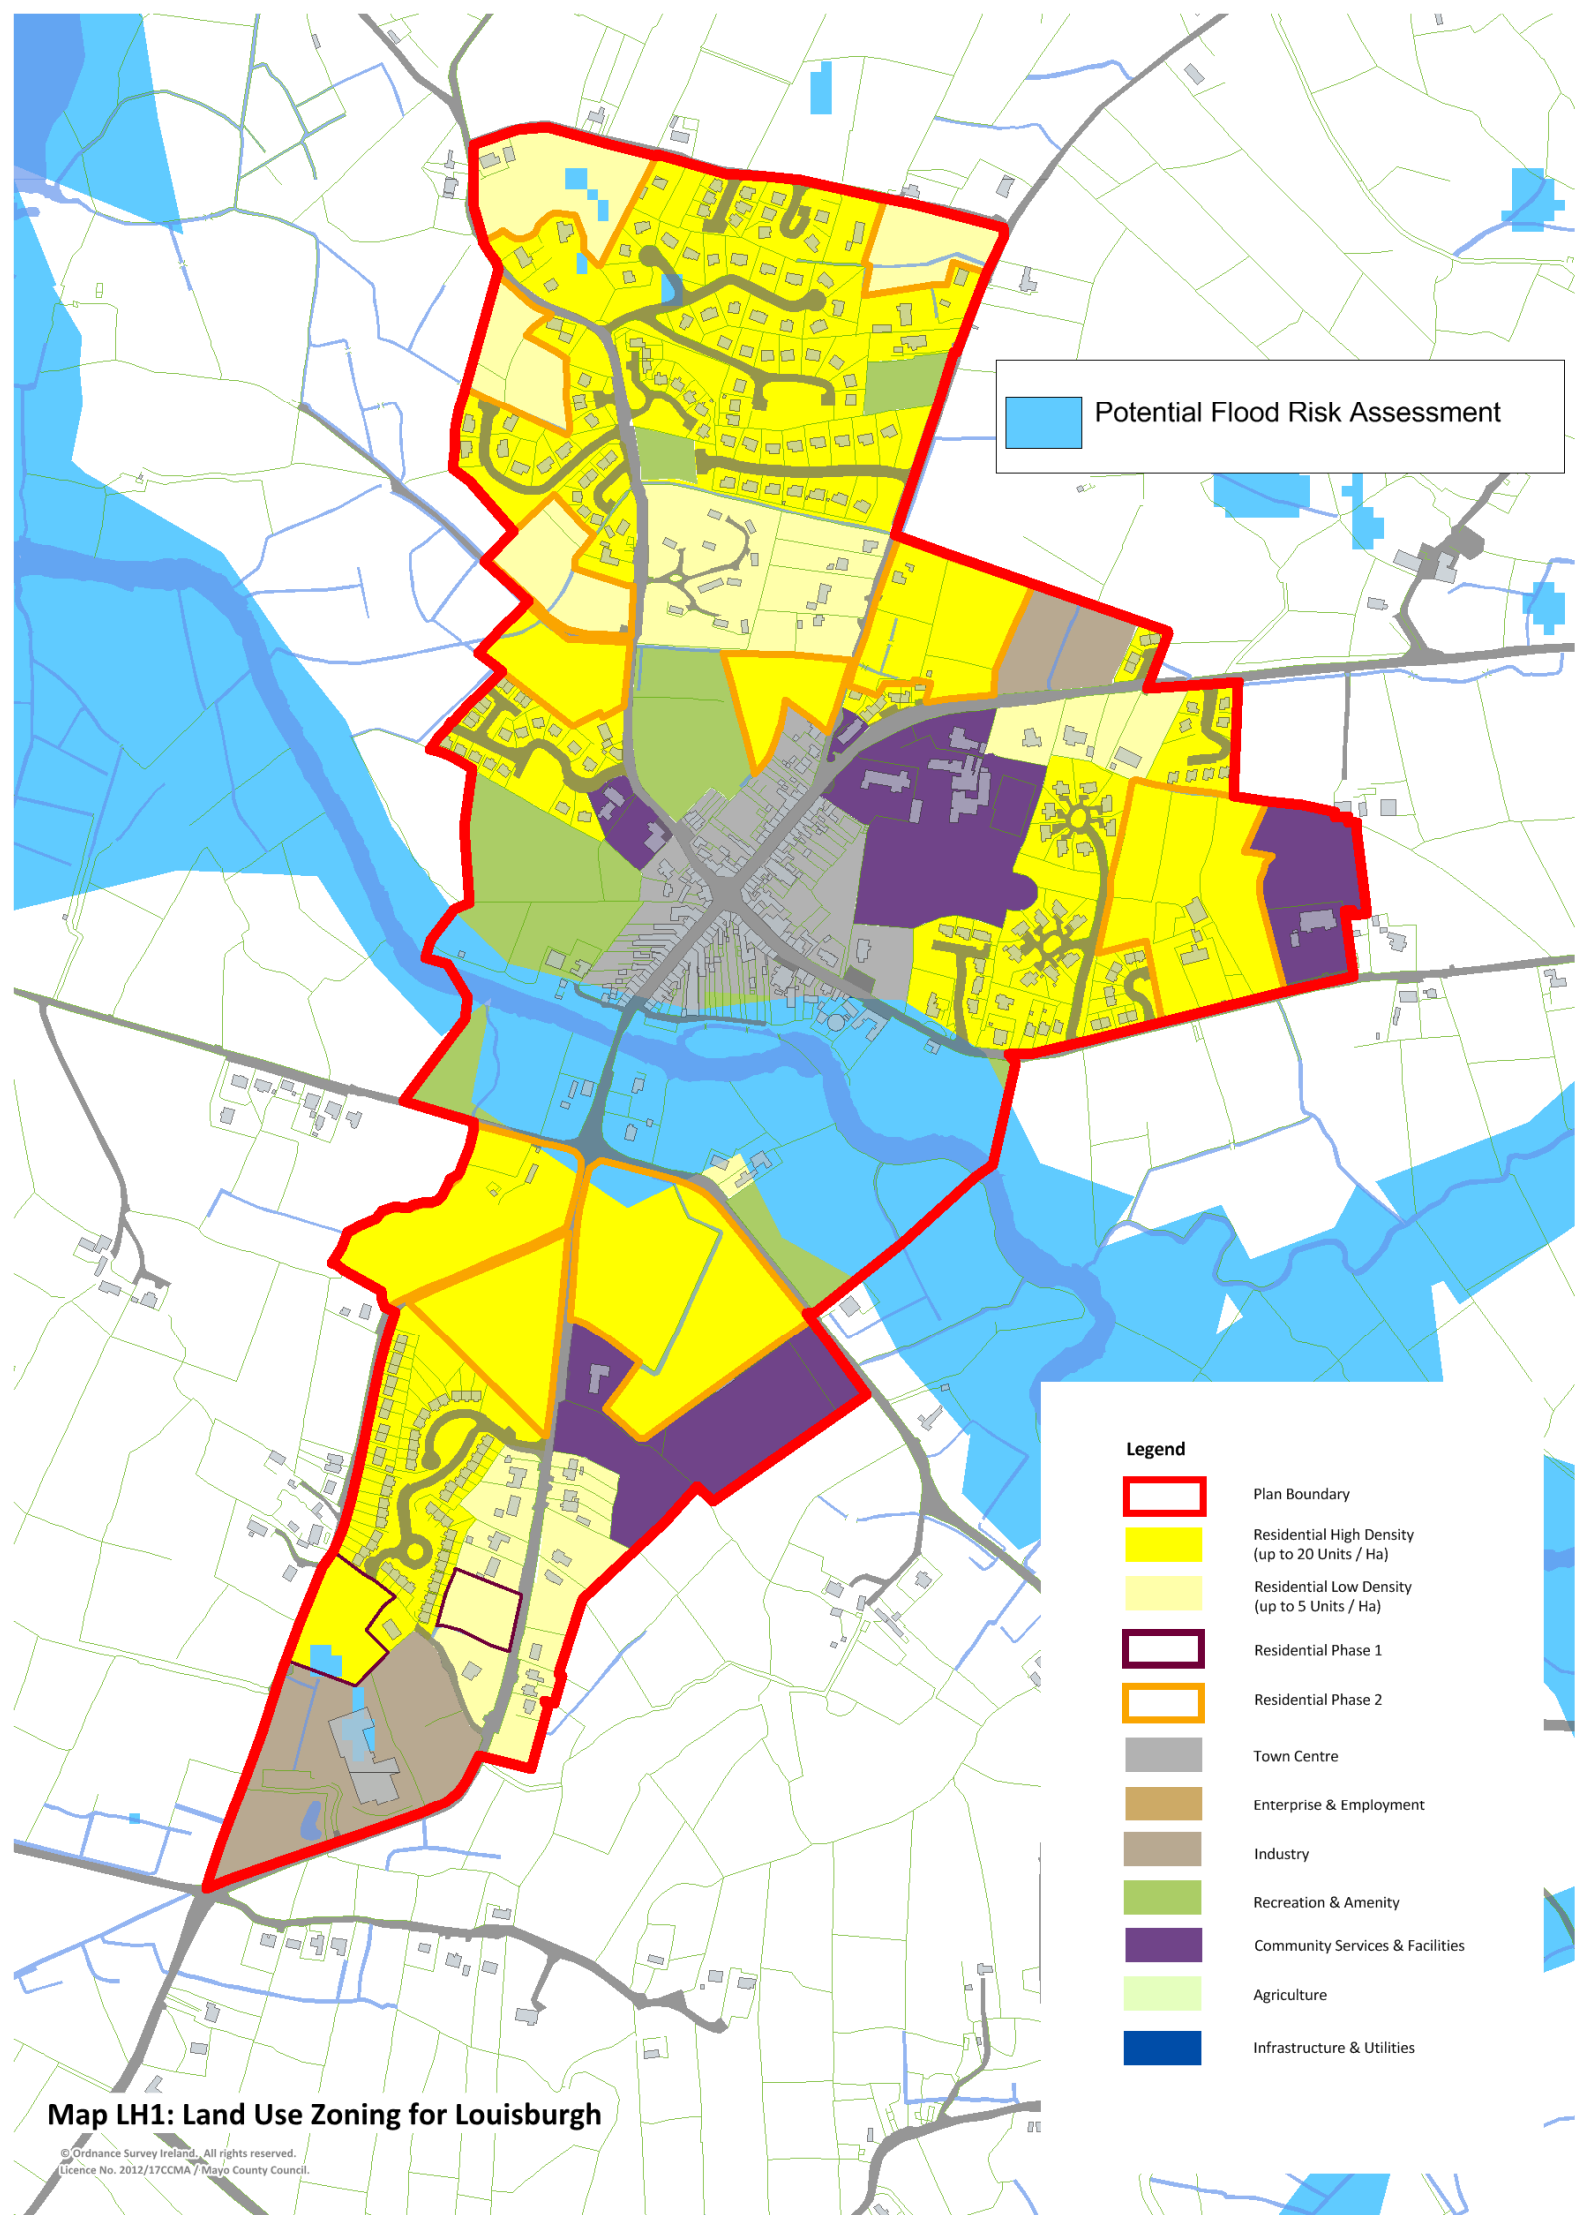 Potential Flood Risk Assessment
Legend
Plan Boundary
Residential High Density
(up to 20 Units / Ha)
Residential Low Density
(up to 5 Units / Ha)
Residential Phase 1
Residential Phase 2
Town Centre
Enterprise & Employment
Industry
Recreation & Amenity
Community Services & Facilities
Agriculture
Infrastructure & Utilities
Map LH1: Land Use Zoning for Louisburgh
© Ordnance Survey Ireland. All rights reserved.
Licence No. 2012/17CCMA / Mayo County Council.